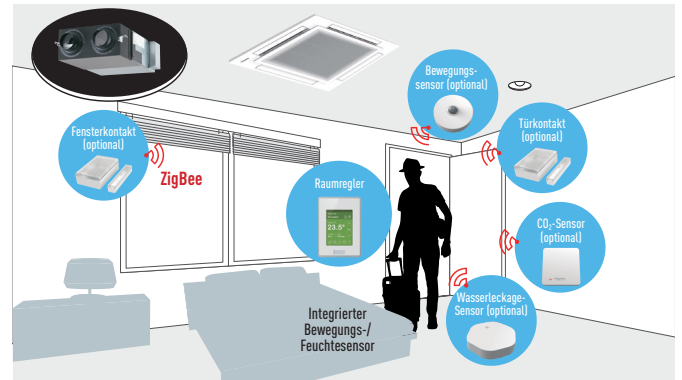 Bewegungs-
sensor (optional)
Fensterkontakt
(optional)
Türkontakt
(optional)
ZigBee
Raumregler
23.5°
CO₂-Sensor
(optional)
Wasserleckage-
Sensor (optional)
Integrierter
Bewegungs-/
Feuchtesensor